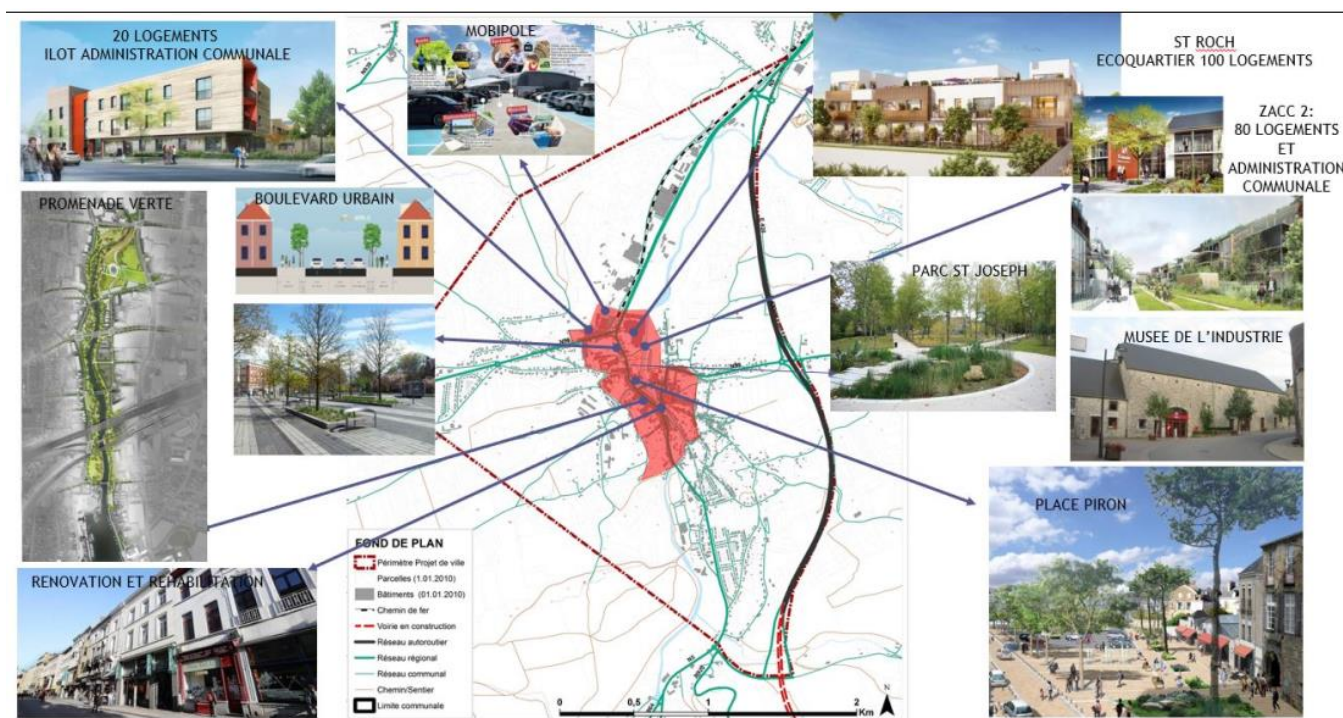 20 LOGEMENTS
ILOT ADMINISTRATION COMMUNALE
MOBIPOLE
ST ROCH
ECOQUARTIER 100 LOGEMENTS
ZACC 2:
80 LOGEMENTS
ET
ADMINISTRATION
COMMUNALE
PROMENADE VERTE
BOULEVARD URBAIN
PARC ST JOSEPH
MUSEE DE L'INDUSTRIE
PLACE PIRON
RENOVATION ET REHABILITATION
FOND DE PLAN
Périmètre Projet de ville
Parcelles (1.01.2010)
Bâtiments (01.01.2010)
Chemin de fer
Voirie en construction
Réseau autoroutier
Réseau régional
Réseau communal
Chemin/Sentier
Limite communale
0 0,5 1 2
Km
N